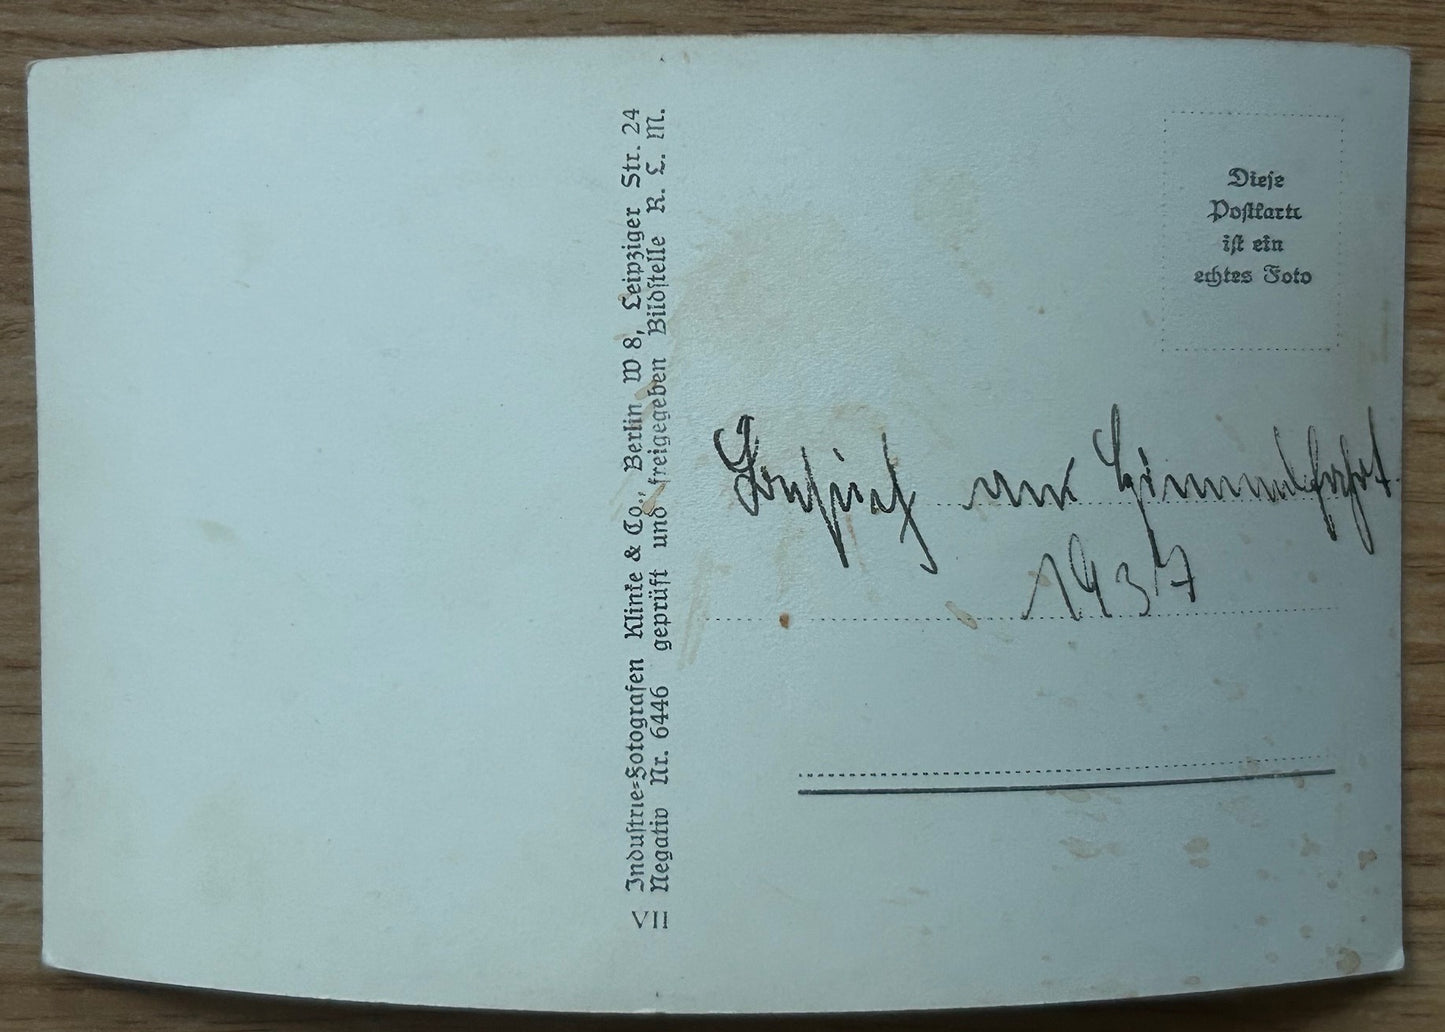 VII Industrie-Fotografen Klinke & Co., Berlin W 8, Leipziger Str. 24
Negativ Nr. 6446 geprüft und freigegeben Bildstelle R. L. M.
Diese
Postkarte
ist ein
echtes Foto
Himmelfahrt
1937